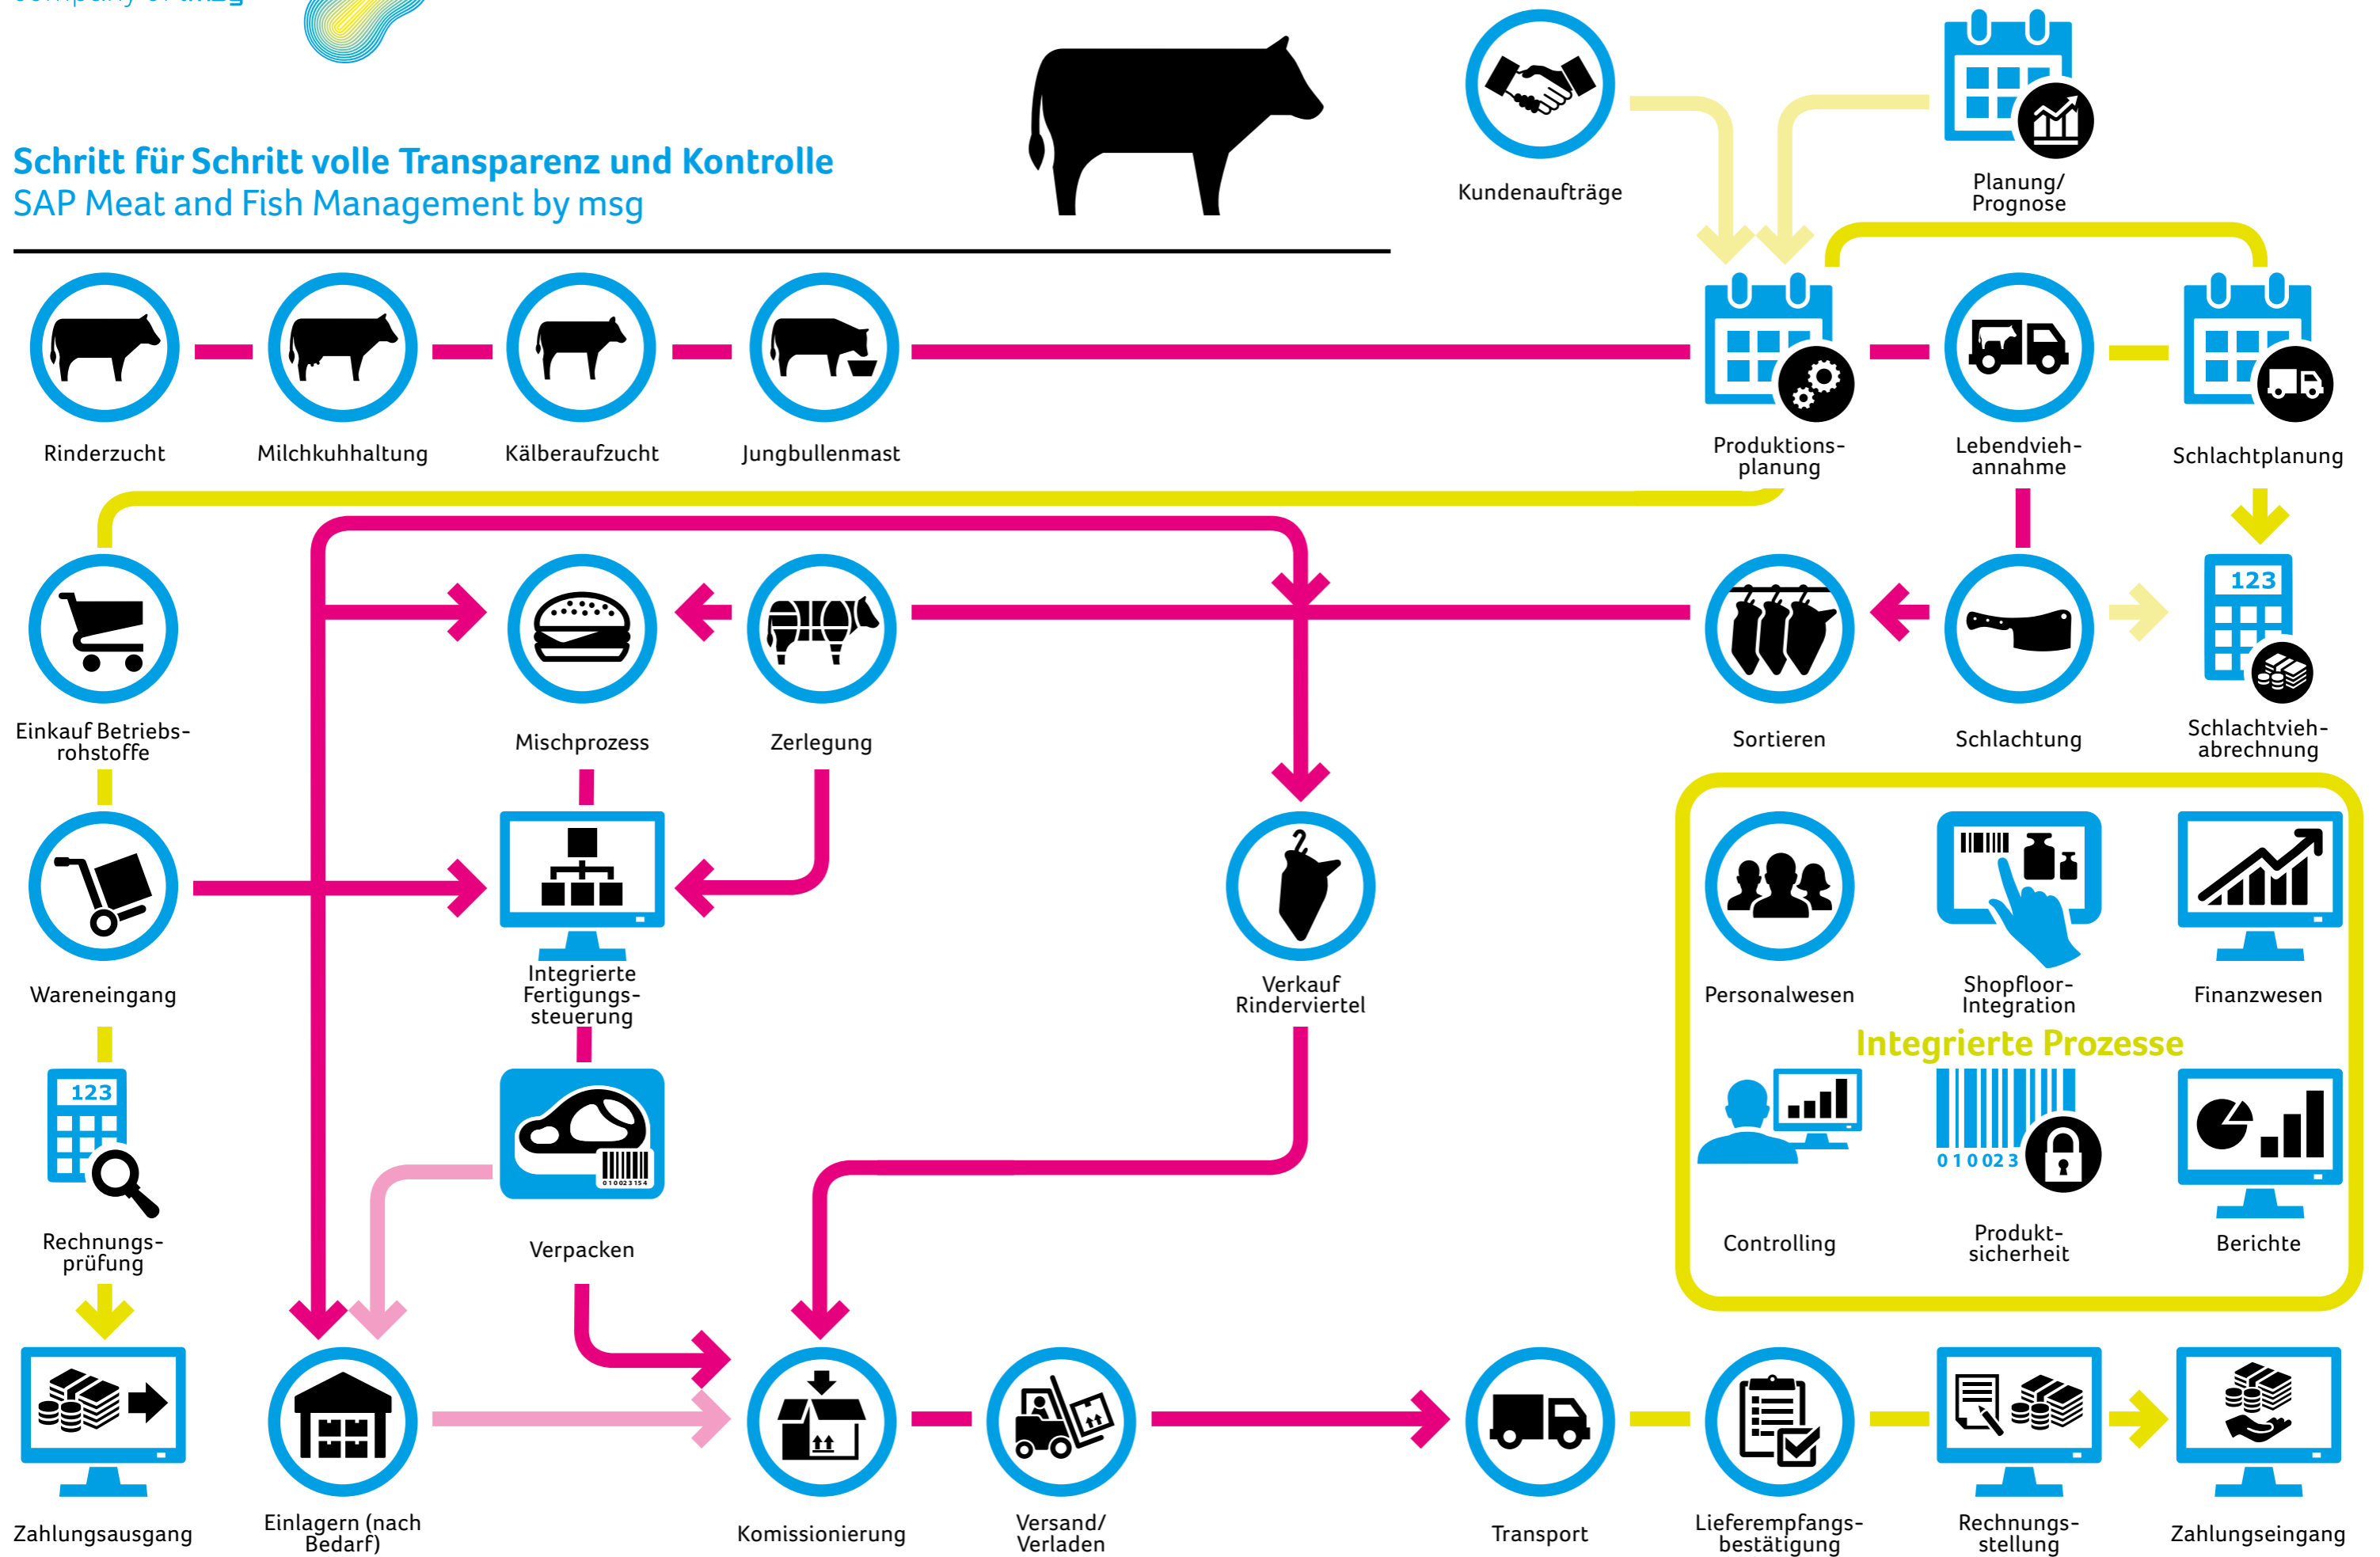 Schritt für Schritt volle Transparenz und Kontrolle
SAP Meat and Fish Management by msg
Kundenaufträge
Planung/
Prognose
Rinderzucht
Milchkuhhaltung
Kälberaufzucht
Jungbullenmast
Produktions-
planung
Lebendvieh-
annahme
Schlachtplanung
123
Einkauf Betriebs-
rohstoffe
Mischprozess
Zerlegung
Sortieren
Schlachtung
Schlachtvieh-
abrechnung
Wareneingang
Integrierte
Fertigungs-
steuerung
Verkauf
Rinderviertel
Personalwesen
Shopfloor-
Integration
Finanzwesen
Integrierte Prozesse
123
010023154
010023
Rechnungs-
prüfung
Verpacken
Controlling
Produkt-
sicherheit
Berichte
Zahlungsausgang
Einlagern (nach
Bedarf)
Komissionierung
Versand/
Verladen
Transport
Lieferempfangs-
bestätigung
Rechnungs-
stellung
Zahlungseingang